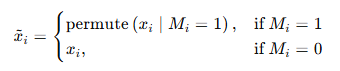 x̃ᵢ = { permute (xᵢ | Mᵢ = 1) , if Mᵢ = 1
xᵢ, if Mᵢ = 0